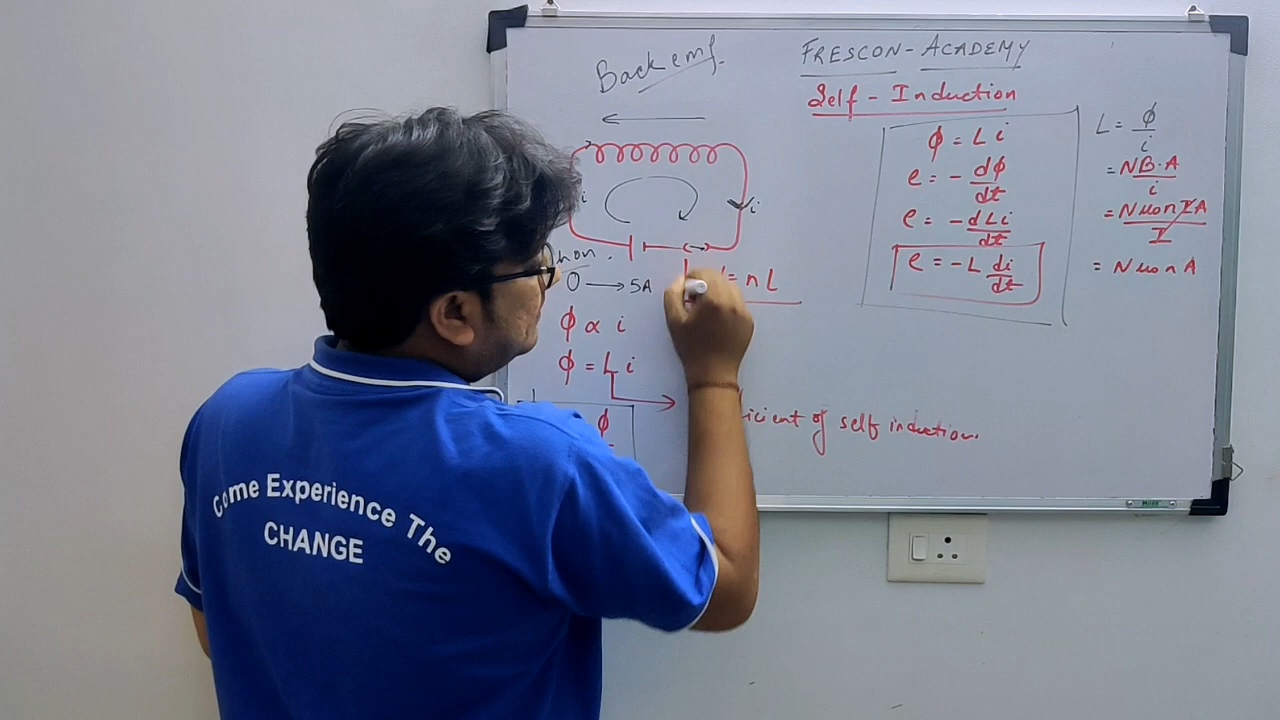 FRESCON - ACADEMY
Self - Induction
Back emf.
i
i
0 → 5A
= n L
ϕ ∝ i
ϕ = L i
ϕ
of self induction.
ϕ = L i
e = - dϕ/dt
e = - dLi/dt
e = - L di/dt
L = ϕ/i
= NB·A/i
= Nμ₀nIA/I
= Nμ₀nA
Come Experience The
CHANGE